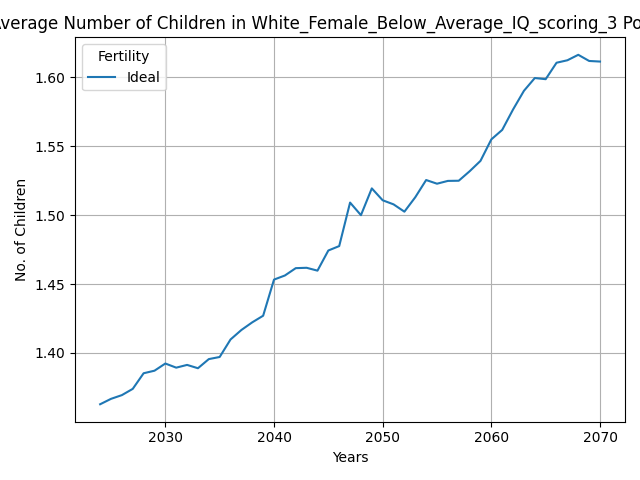 verage Number of Children in White_Female_Below_Average_IQ_scoring_3 Po
Fertility
Ideal
No. of Children
1.60
1.55
1.50
1.45
1.40
2030 2040 2050 2060 2070
Years